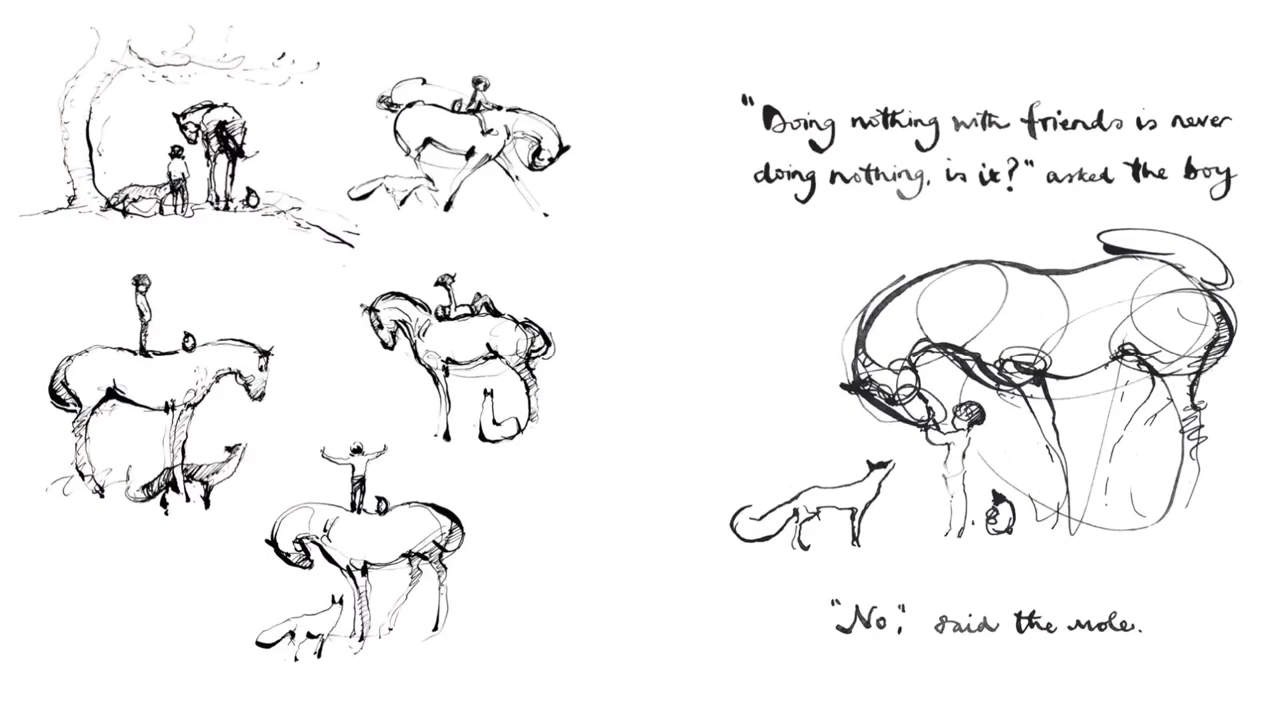 "Doing nothing with friends is never
doing nothing, is it?" asked the boy
"No", said the mole.